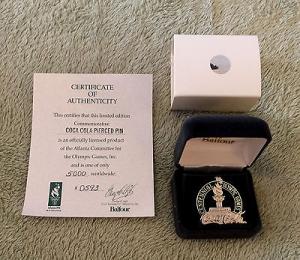 CERTIFICATE
OF
AUTHENTICITY
This certifies that this limited edition
Commemorative
COCA COLA PIERCED PIN
is an officially licensed product
of the Atlanta Committee for
the Olympic Games, Inc.
and is one of only
5000 worldwide.
# 0593
Balfour
Balfour